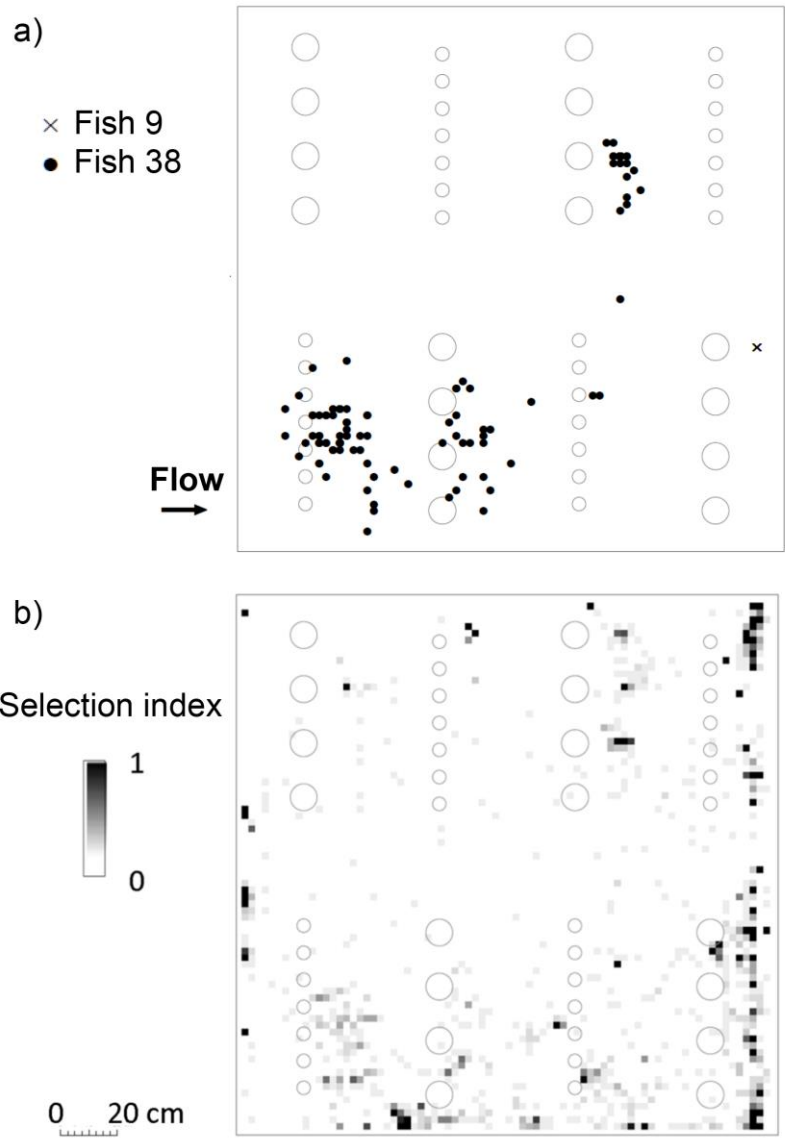 a)
× Fish 9
● Fish 38
Flow
b)
Selection index
1
0
0 20 cm